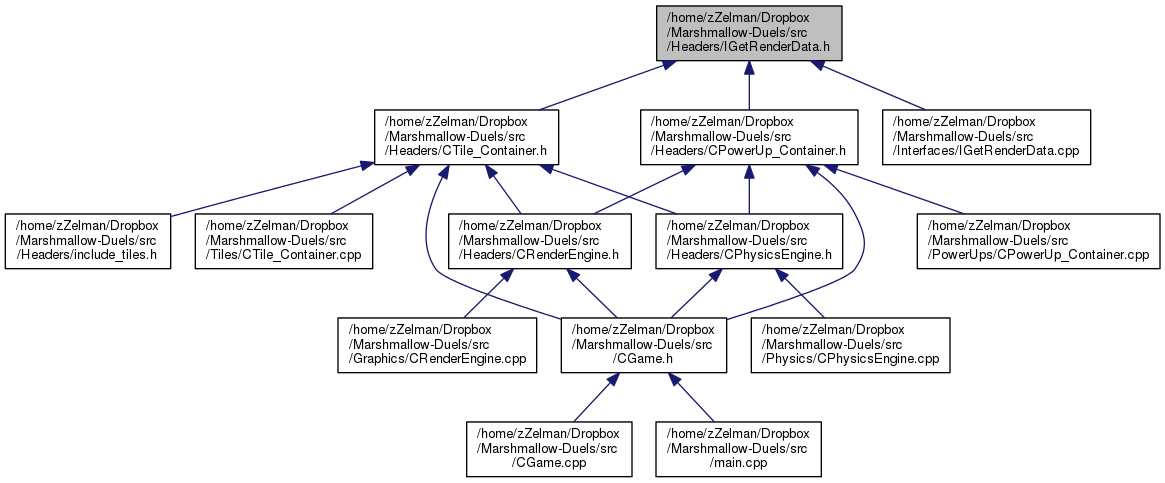 /home/zZelman/Dropbox
/Marshmallow-Duels/src
/Headers/IGetRenderData.h
/home/zZelman/Dropbox
/Marshmallow-Duels/src
/Headers/CTile_Container.h
/home/zZelman/Dropbox
/Marshmallow-Duels/src
/Headers/CPowerUp_Container.h
/home/zZelman/Dropbox
/Marshmallow-Duels/src
/Interfaces/IGetRenderData.cpp
/home/zZelman/Dropbox
/Marshmallow-Duels/src
/Headers/include_tiles.h
/home/zZelman/Dropbox
/Marshmallow-Duels/src
/Tiles/CTile_Container.cpp
/home/zZelman/Dropbox
/Marshmallow-Duels/src
/Headers/CRenderEngine.h
/home/zZelman/Dropbox
/Marshmallow-Duels/src
/Headers/CPhysicsEngine.h
/home/zZelman/Dropbox
/Marshmallow-Duels/src
/PowerUps/CPowerUp_Container.cpp
/home/zZelman/Dropbox
/Marshmallow-Duels/src
/Graphics/CRenderEngine.cpp
/home/zZelman/Dropbox
/Marshmallow-Duels/src
/CGame.h
/home/zZelman/Dropbox
/Marshmallow-Duels/src
/Physics/CPhysicsEngine.cpp
/home/zZelman/Dropbox
/Marshmallow-Duels/src
/CGame.cpp
/home/zZelman/Dropbox
/Marshmallow-Duels/src
/main.cpp